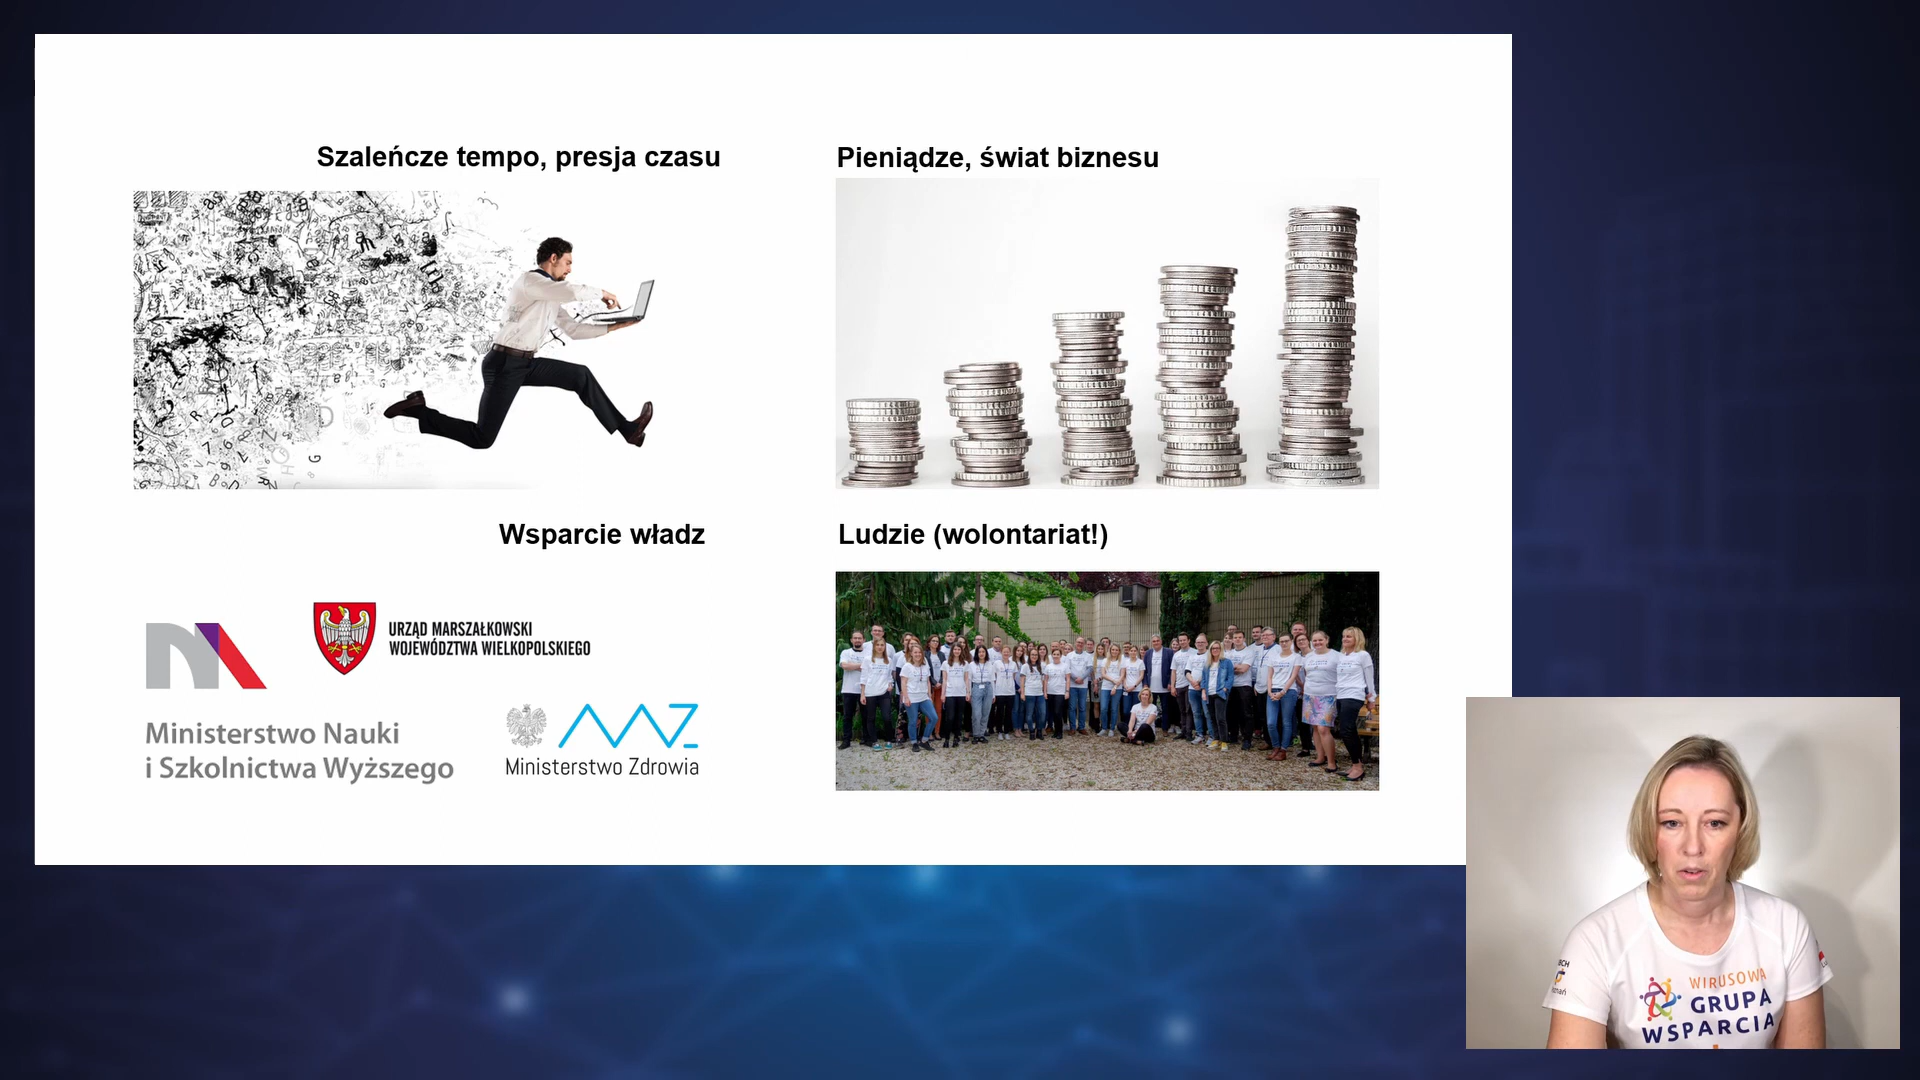 Szaleńcze tempo, presja czasu
Pieniądze, świat biznesu
Wsparcie władz
Ludzie (wolontariat!)
URZĄD MARSZAŁKOWSKI
WOJEWÓDZTWA WIELKOPOLSKIEGO
Ministerstwo Nauki
i Szkolnictwa Wyższego
Ministerstwo Zdrowia
WIRUSOWA
GRUPA
WSPARCIA